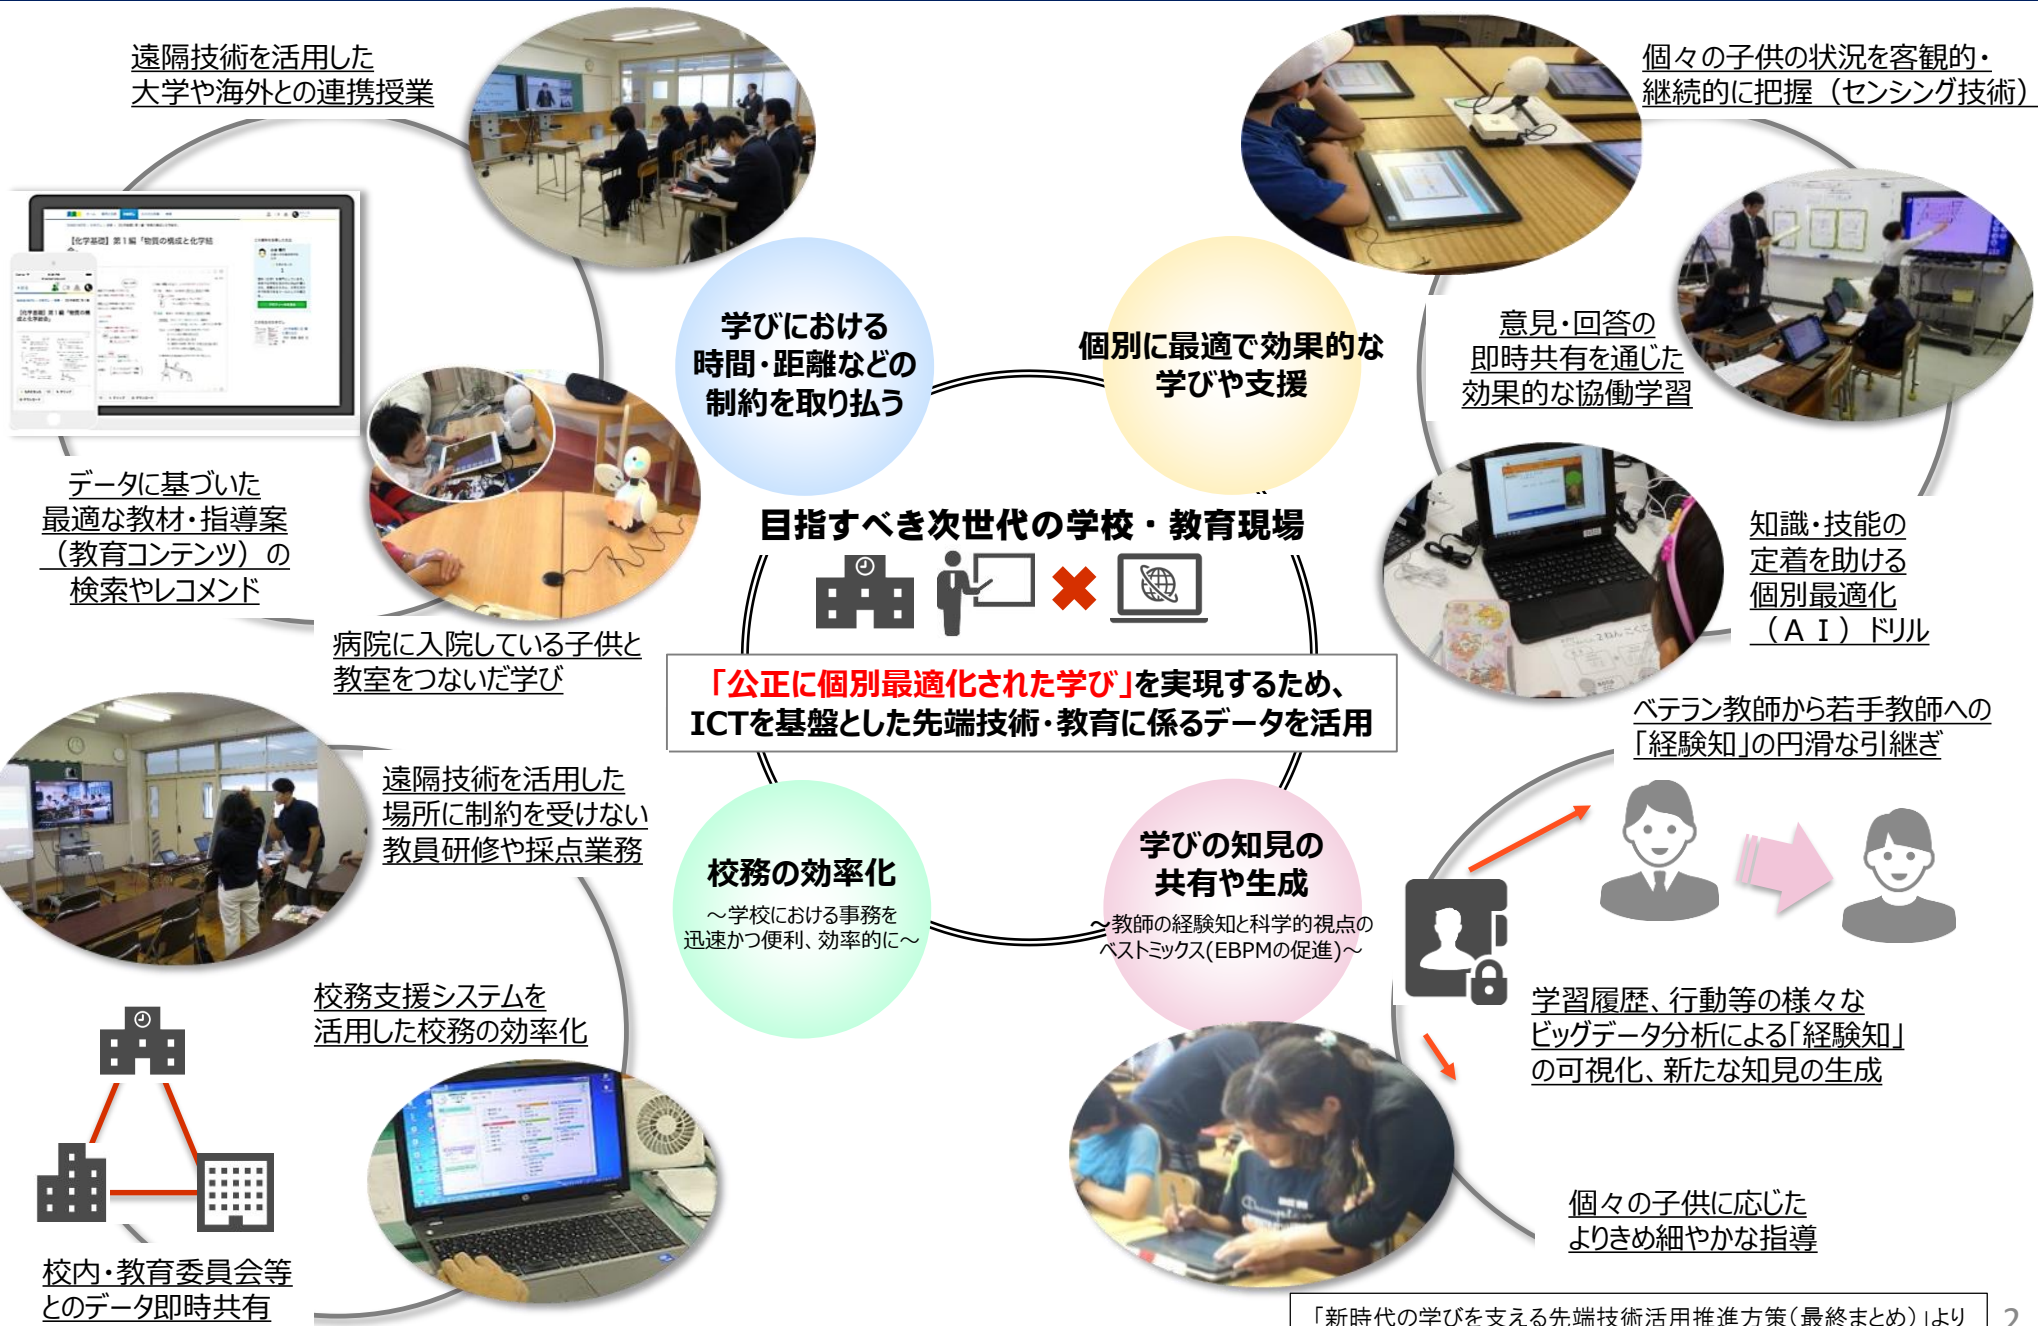 遠隔技術を活用した
大学や海外との連携授業
【化学基礎】第1編「物質の構成と化学結
データに基づいた
最適な教材・指導案
（教育コンテンツ）の
検索やレコメンド
病院に入院している子供と
教室をつないだ学び
学びにおける
時間・距離などの
制約を取り払う
個別に最適で効果的な
学びや支援
個々の子供の状況を客観的・
継続的に把握（センシング技術）
意見・回答の
即時共有を通じた
効果的な協働学習
知識・技能の
定着を助ける
個別最適化
（ＡＩ）ドリル
目指すべき次世代の学校・教育現場
「公正に個別最適化された学び」を実現するため、
ICTを基盤とした先端技術・教育に係るデータを活用
遠隔技術を活用した
場所に制約を受けない
教員研修や採点業務
校務支援システムを
活用した校務の効率化
校内・教育委員会等
とのデータ即時共有
校務の効率化
～学校における事務を
迅速かつ便利、効率的に～
学びの知見の
共有や生成
～教師の経験知と科学的視点の
ベストミックス(EBPMの促進)～
ベテラン教師から若手教師への
「経験知」の円滑な引継ぎ
学習履歴、行動等の様々な
ビッグデータ分析による「経験知」
の可視化、新たな知見の生成
個々の子供に応じた
よりきめ細やかな指導
「新時代の学びを支える先端技術活用推進方策（最終まとめ）」より
2